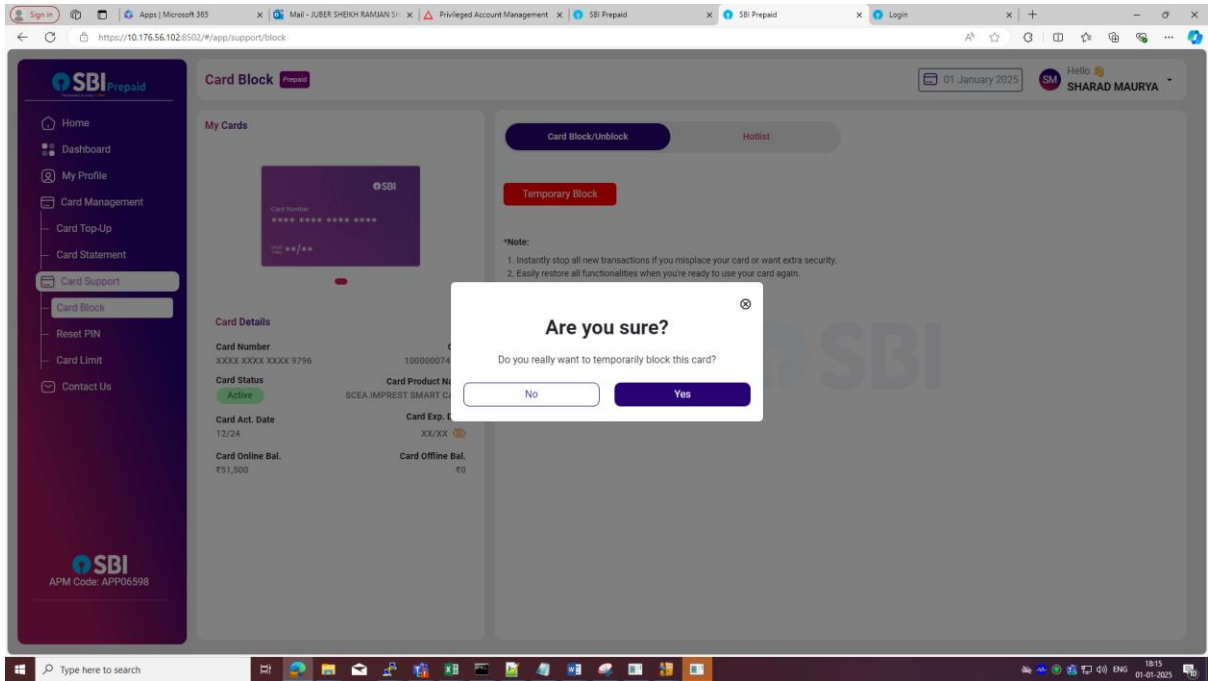 Sign in
Apps | Microsoft 365
Mail - JUBER SHEIKH RAMJAN SH
Privileged Account Management
SBI Prepaid
SBI Prepaid
Login
https://10.176.56.102:8502/#/app/support/block
SBI Prepaid
Card Block Prepaid
01 January 2025
SM
Hello 👋
SHARAD MAURYA
Home
Dashboard
My Profile
Card Management
Card Top-Up
Card Statement
Card Support
Card Block
Reset PIN
Card Limit
Contact Us
SBI
APM Code: APP06598
My Cards
SBI
Card Number
**** **** **** ****
**/**
Card Details
Card Number
XXXX XXXX XXXX 9796
100000074
Card Status
Card Product
Active
SCEA IMPREST SMART
Card Act. Date
Card Exp.
12/24
XX/XX
Card Online Bal.
Card Offline Bal.
₹51,500
₹0
Card Block/Unblock
Hotlist
Temporary Block
*Note:
1. Instantly stop all new transactions if you misplace your card or want extra security.
2. Easily restore all functionalities when you're ready to use your card again.
SBI
Are you sure?
Do you really want to temporarily block this card?
No
Yes
Type here to search
ENG
18:15
01-01-2025